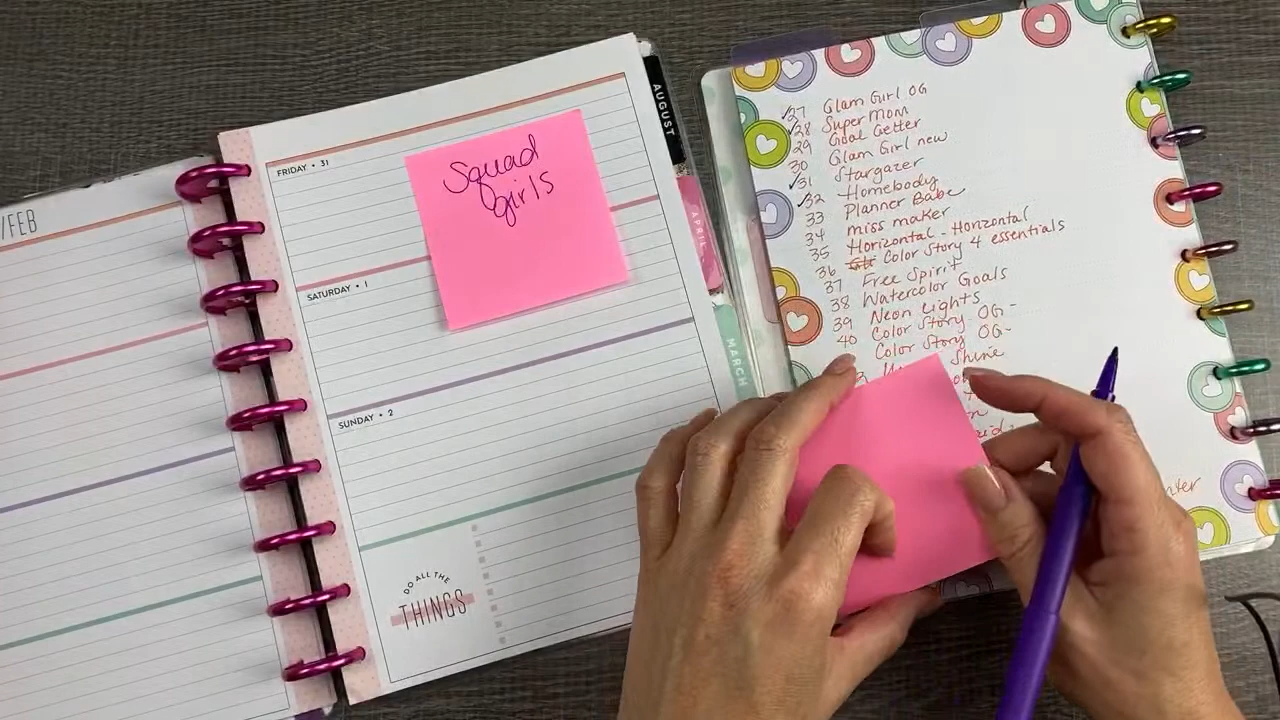 /FEB
FRIDAY • 31
SATURDAY • 1
SUNDAY • 2
DO ALL THE
THINGS
Squad
girls
AUGUST
APRIL
MARCH
27 Glam Girl OG
28 Super Mom
29 Goal Getter
30 Glam Girl new
31 Stargazer
32 Homebody
33 Planner Babe
34 miss maker
35 Horizontal - Horizontal
36 Color Story 4 essentials
37 Free Spirit
38 Watercolor Goals
39 Neon Lights
40 Color Story OG -
Color Story OG -
Shine